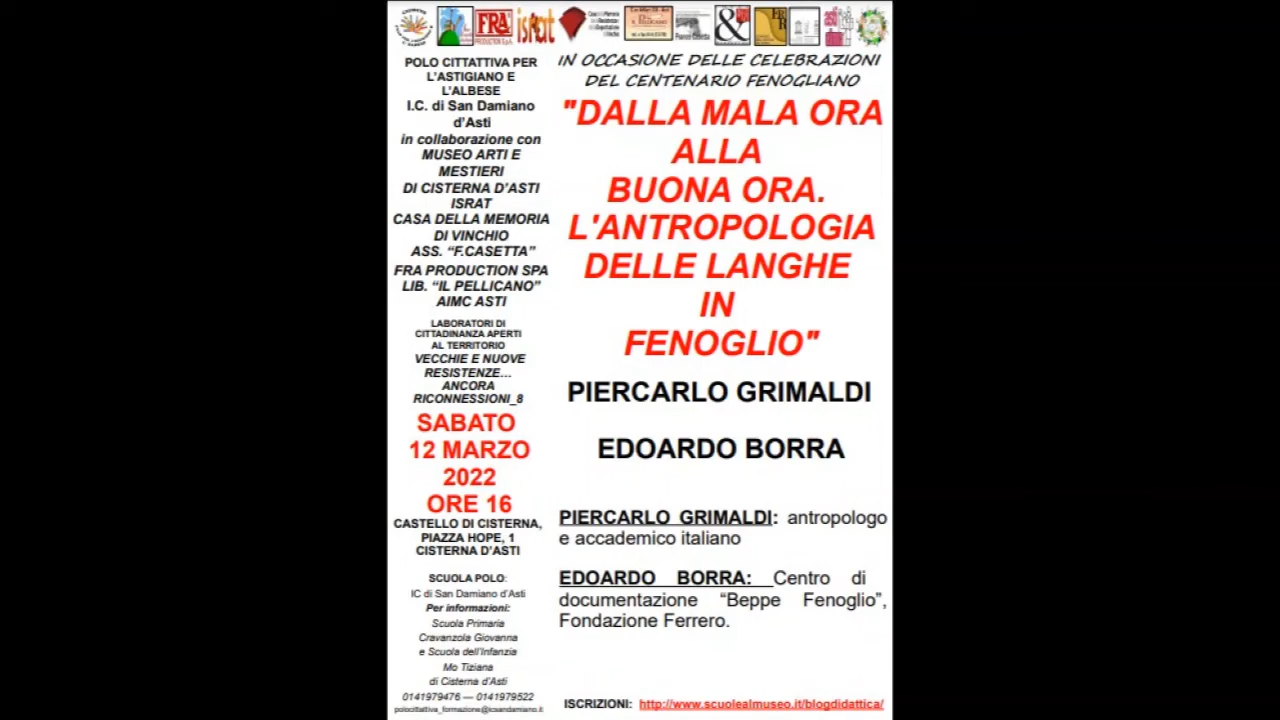 FRA'
PRODUCTION S.p.A.
israt
&
POLO CITTATTIVA PER
L'ASTIGIANO E
L'ALBESE
I.C. di San Damiano
d'Asti
in collaborazione con
MUSEO ARTI E
MESTIERI
DI CISTERNA D'ASTI
ISRAT
CASA DELLA MEMORIA
DI VINCHIO
ASS. “F.CASETTA”
FRA PRODUCTION SPA
LIB. “IL PELLICANO”
AIMC ASTI
LABORATORI DI
CITTADINANZA APERTI
AL TERRITORIO
VECCHIE E NUOVE
RESISTENZE…
ANCORA
RICONNESSIONI_8
SABATO
12 MARZO
2022
ORE 16
CASTELLO DI CISTERNA,
PIAZZA HOPE, 1
CISTERNA D'ASTI
SCUOLA POLO:
IC di San Damiano d'Asti
Per informazioni:
Scuola Primaria
Cravanzola Giovanna
e Scuola dell'Infanzia
Mo Tiziana
di Cisterna d'Asti
0141979476 — 0141979522
polocittattiva_formazione@icsandamiano.it
IN OCCASIONE DELLE CELEBRAZIONI
DEL CENTENARIO FENOGLIANO
"DALLA MALA ORA
ALLA
BUONA ORA.
L'ANTROPOLOGIA
DELLE LANGHE
IN
FENOGLIO"
PIERCARLO GRIMALDI
EDOARDO BORRA
PIERCARLO GRIMALDI: antropologo
e accademico italiano
EDOARDO BORRA: Centro di
documentazione “Beppe Fenoglio”,
Fondazione Ferrero.
ISCRIZIONI: http://www.scuolealmuseo.it/blogdidattica/